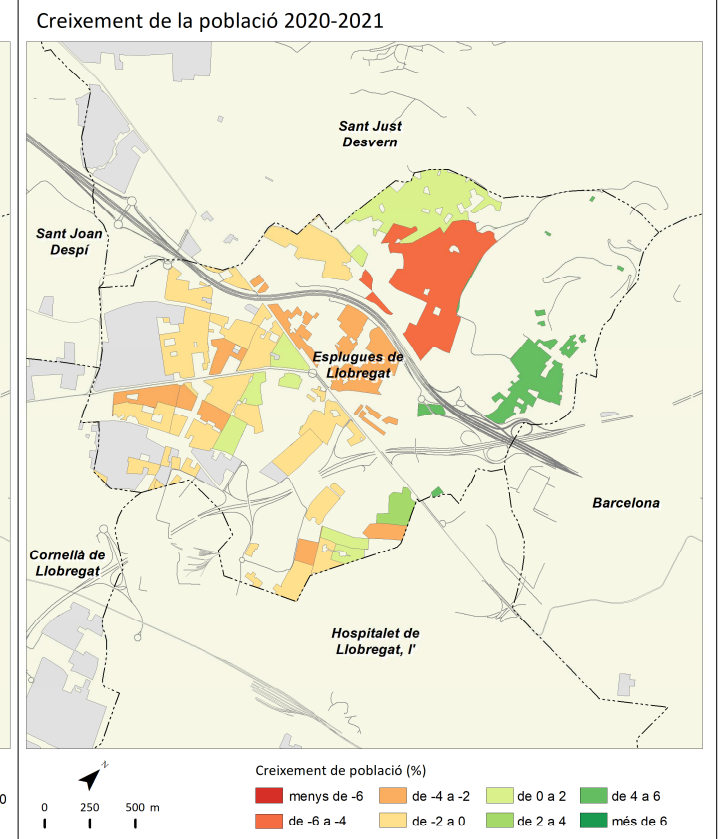 Creixement de la població 2020-2021
Sant Just
Desvern
Sant Joan
Despí
Esplugues de
Llobregat
Barcelona
Cornellà de
Llobregat
Hospitalet de
Llobregat, l'
N
0
0 250 500 m
Creixement de població (%)
menys de -6
de -4 a -2
de 0 a 2
de 4 a 6
de -6 a -4
de -2 a 0
de 2 a 4
més de 6